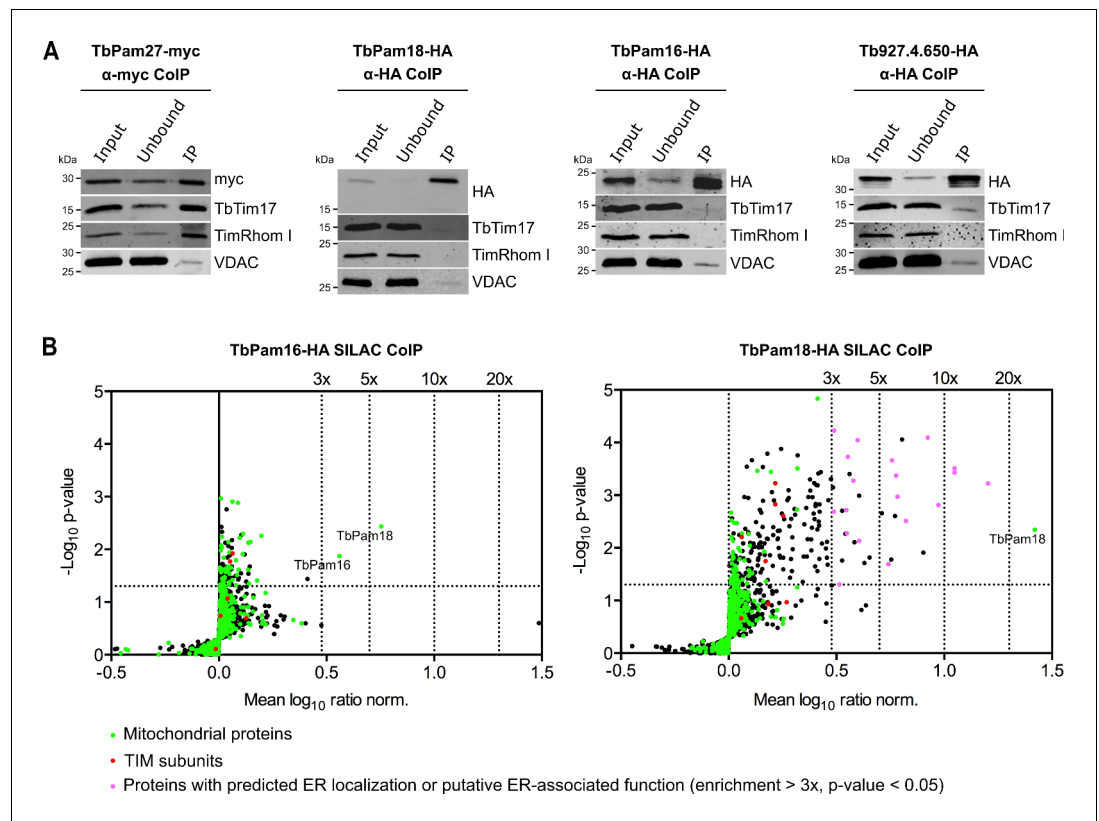 A
TbPam27-myc
α-myc CoIP
Input Unbound IP
kDa
30
15
25
30
25
myc
TbTim17
TimRhom I
VDAC
TbPam18-HA
α-HA CoIP
Input Unbound IP
kDa
15
15
30
25
HA
TbTim17
TimRhom I
VDAC
TbPam16-HA
α-HA CoIP
Input Unbound IP
kDa
25
15
25
30
25
HA
TbTim17
TimRhom I
VDAC
Tb927.4.650-HA
α-HA CoIP
Input Unbound IP
kDa
30
15
25
30
25
HA
TbTim17
TimRhom I
VDAC
B
TbPam16-HA SILAC CoIP
3x 5x 10x 20x
5
4
3
2
1
0
-Log10 p-value
TbPam18
TbPam16
-0.5 0.0 0.5 1.0 1.5
Mean log10 ratio norm.
TbPam18-HA SILAC CoIP
3x 5x 10x 20x
5
4
3
2
1
0
-Log10 p-value
TbPam18
-0.5 0.0 0.5 1.0 1.5
Mean log10 ratio norm.
Mitochondrial proteins
TIM subunits
Proteins with predicted ER localization or putative ER-associated function (enrichment > 3x, p-value < 0.05)